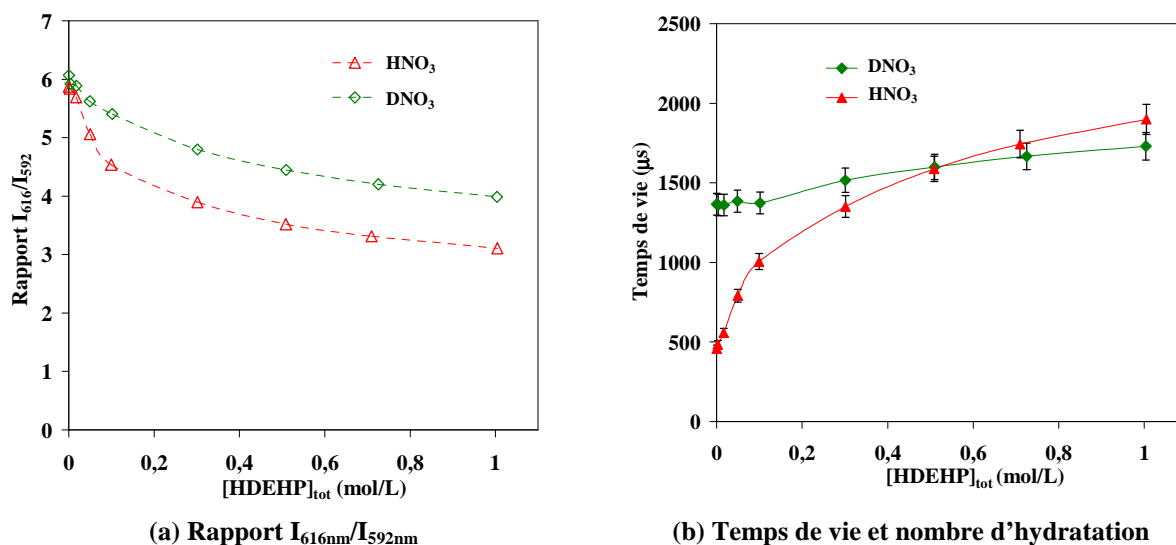 7
6
5
4
3
2
1
0
Rapport I616/I592
HNO3
DNO3
0 0,2 0,4 0,6 0,8 1
[HDEHP]tot (mol/L)
(a) Rapport I616nm/I592nm
2500
2000
1500
1000
500
0
Temps de vie (µs)
DNO3
HNO3
0 0,2 0,4 0,6 0,8 1
[HDEHP]tot (mol/L)
(b) Temps de vie et nombre d’hydratation